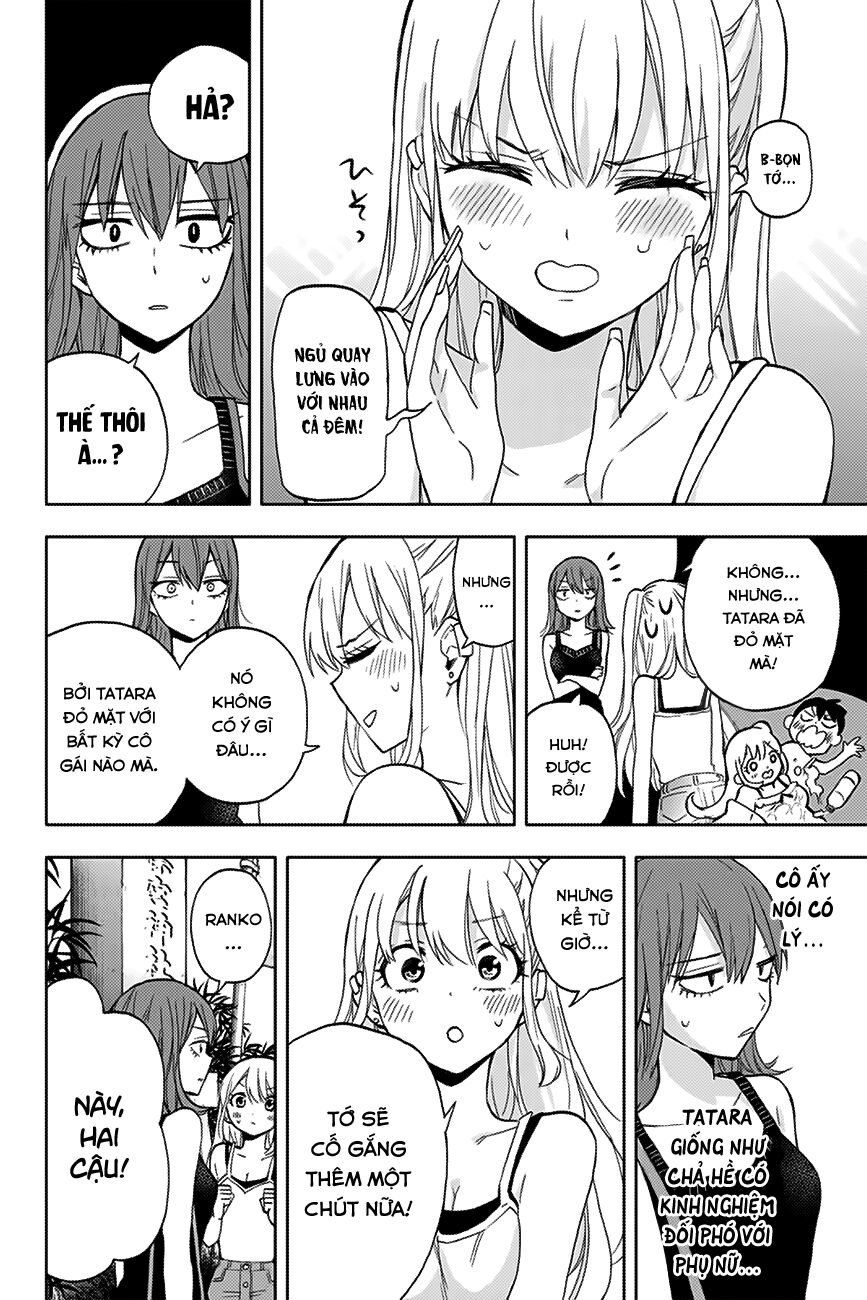 B-BỌN
TỚ...
ひそっ
NGỦ QUAY
LƯNG VÀO
VỚI NHAU
CẢ ĐÊM!
HẢ?
THẾ THÔI
À...?
KHÔNG...
NHƯNG...
TATARA ĐÃ
ĐỎ MẶT
MÀ!
HUH!
ĐƯỢC
RỒI!
NHƯNG
...
NÓ
KHÔNG
CÓ Ý GÌ
ĐÂU...
BỞI TATARA
ĐỎ MẶT VỚI
BẤT KỲ CÔ
GÁI NÀO MÀ.
CÔ ẤY
NÓI CÓ
LÝ...
TATARA
GIỐNG NHƯ
CHẢ HỀ CÓ
KINH NGHIỆM
ĐỐI PHÓ VỚI
PHỤ NỮ...
NHƯNG
KỂ TỪ
GIỜ...
TỚ SẼ
CỐ GẮNG
THÊM MỘT
CHÚT NỮA!
RANKO
...
NÀY,
HAI
CẬU!